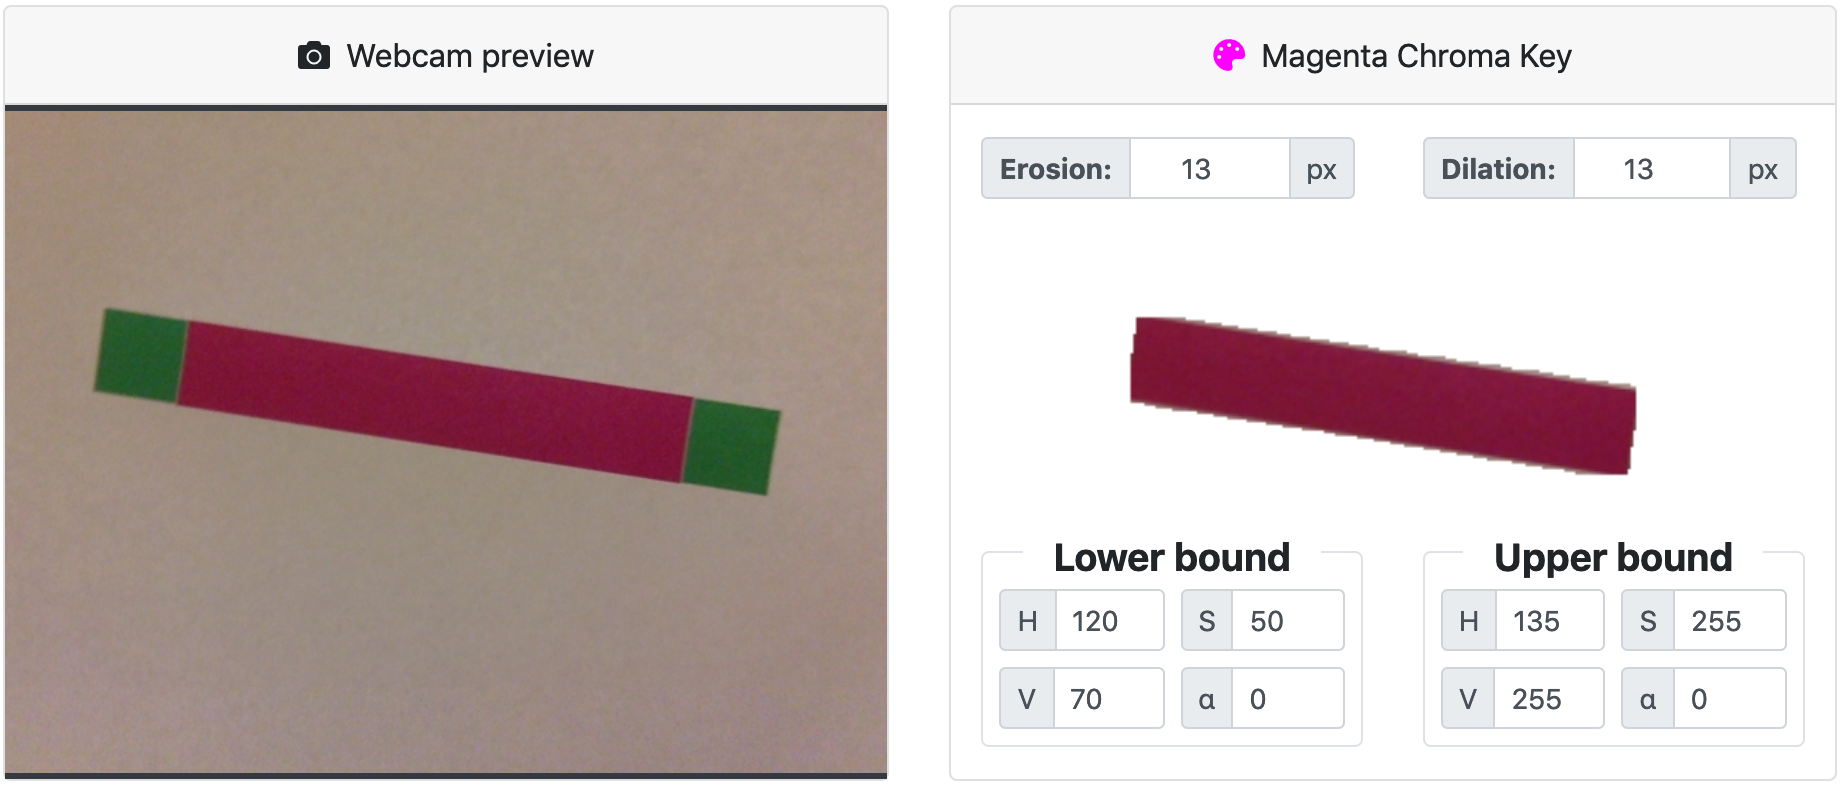 Webcam preview
Magenta Chroma Key
Erosion: 13 px
Dilation: 13 px
Lower bound
H 120 S 50
V 70 α 0
Upper bound
H 135 S 255
V 255 α 0